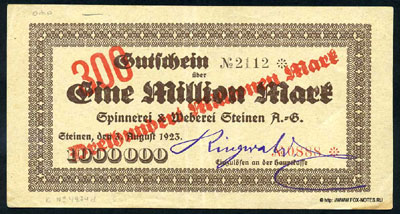 300
Gutschein
№ 2112 *
über
Eine Million Mark
Dreihundert Millionen Mark
Spinnerei & Weberei Steinen A.-G.
Steinen, den 3. August 1923.
1000000
Ringwald
Einzulösen an der Hauptkasse
© WWW.FOX-NOTES.RU